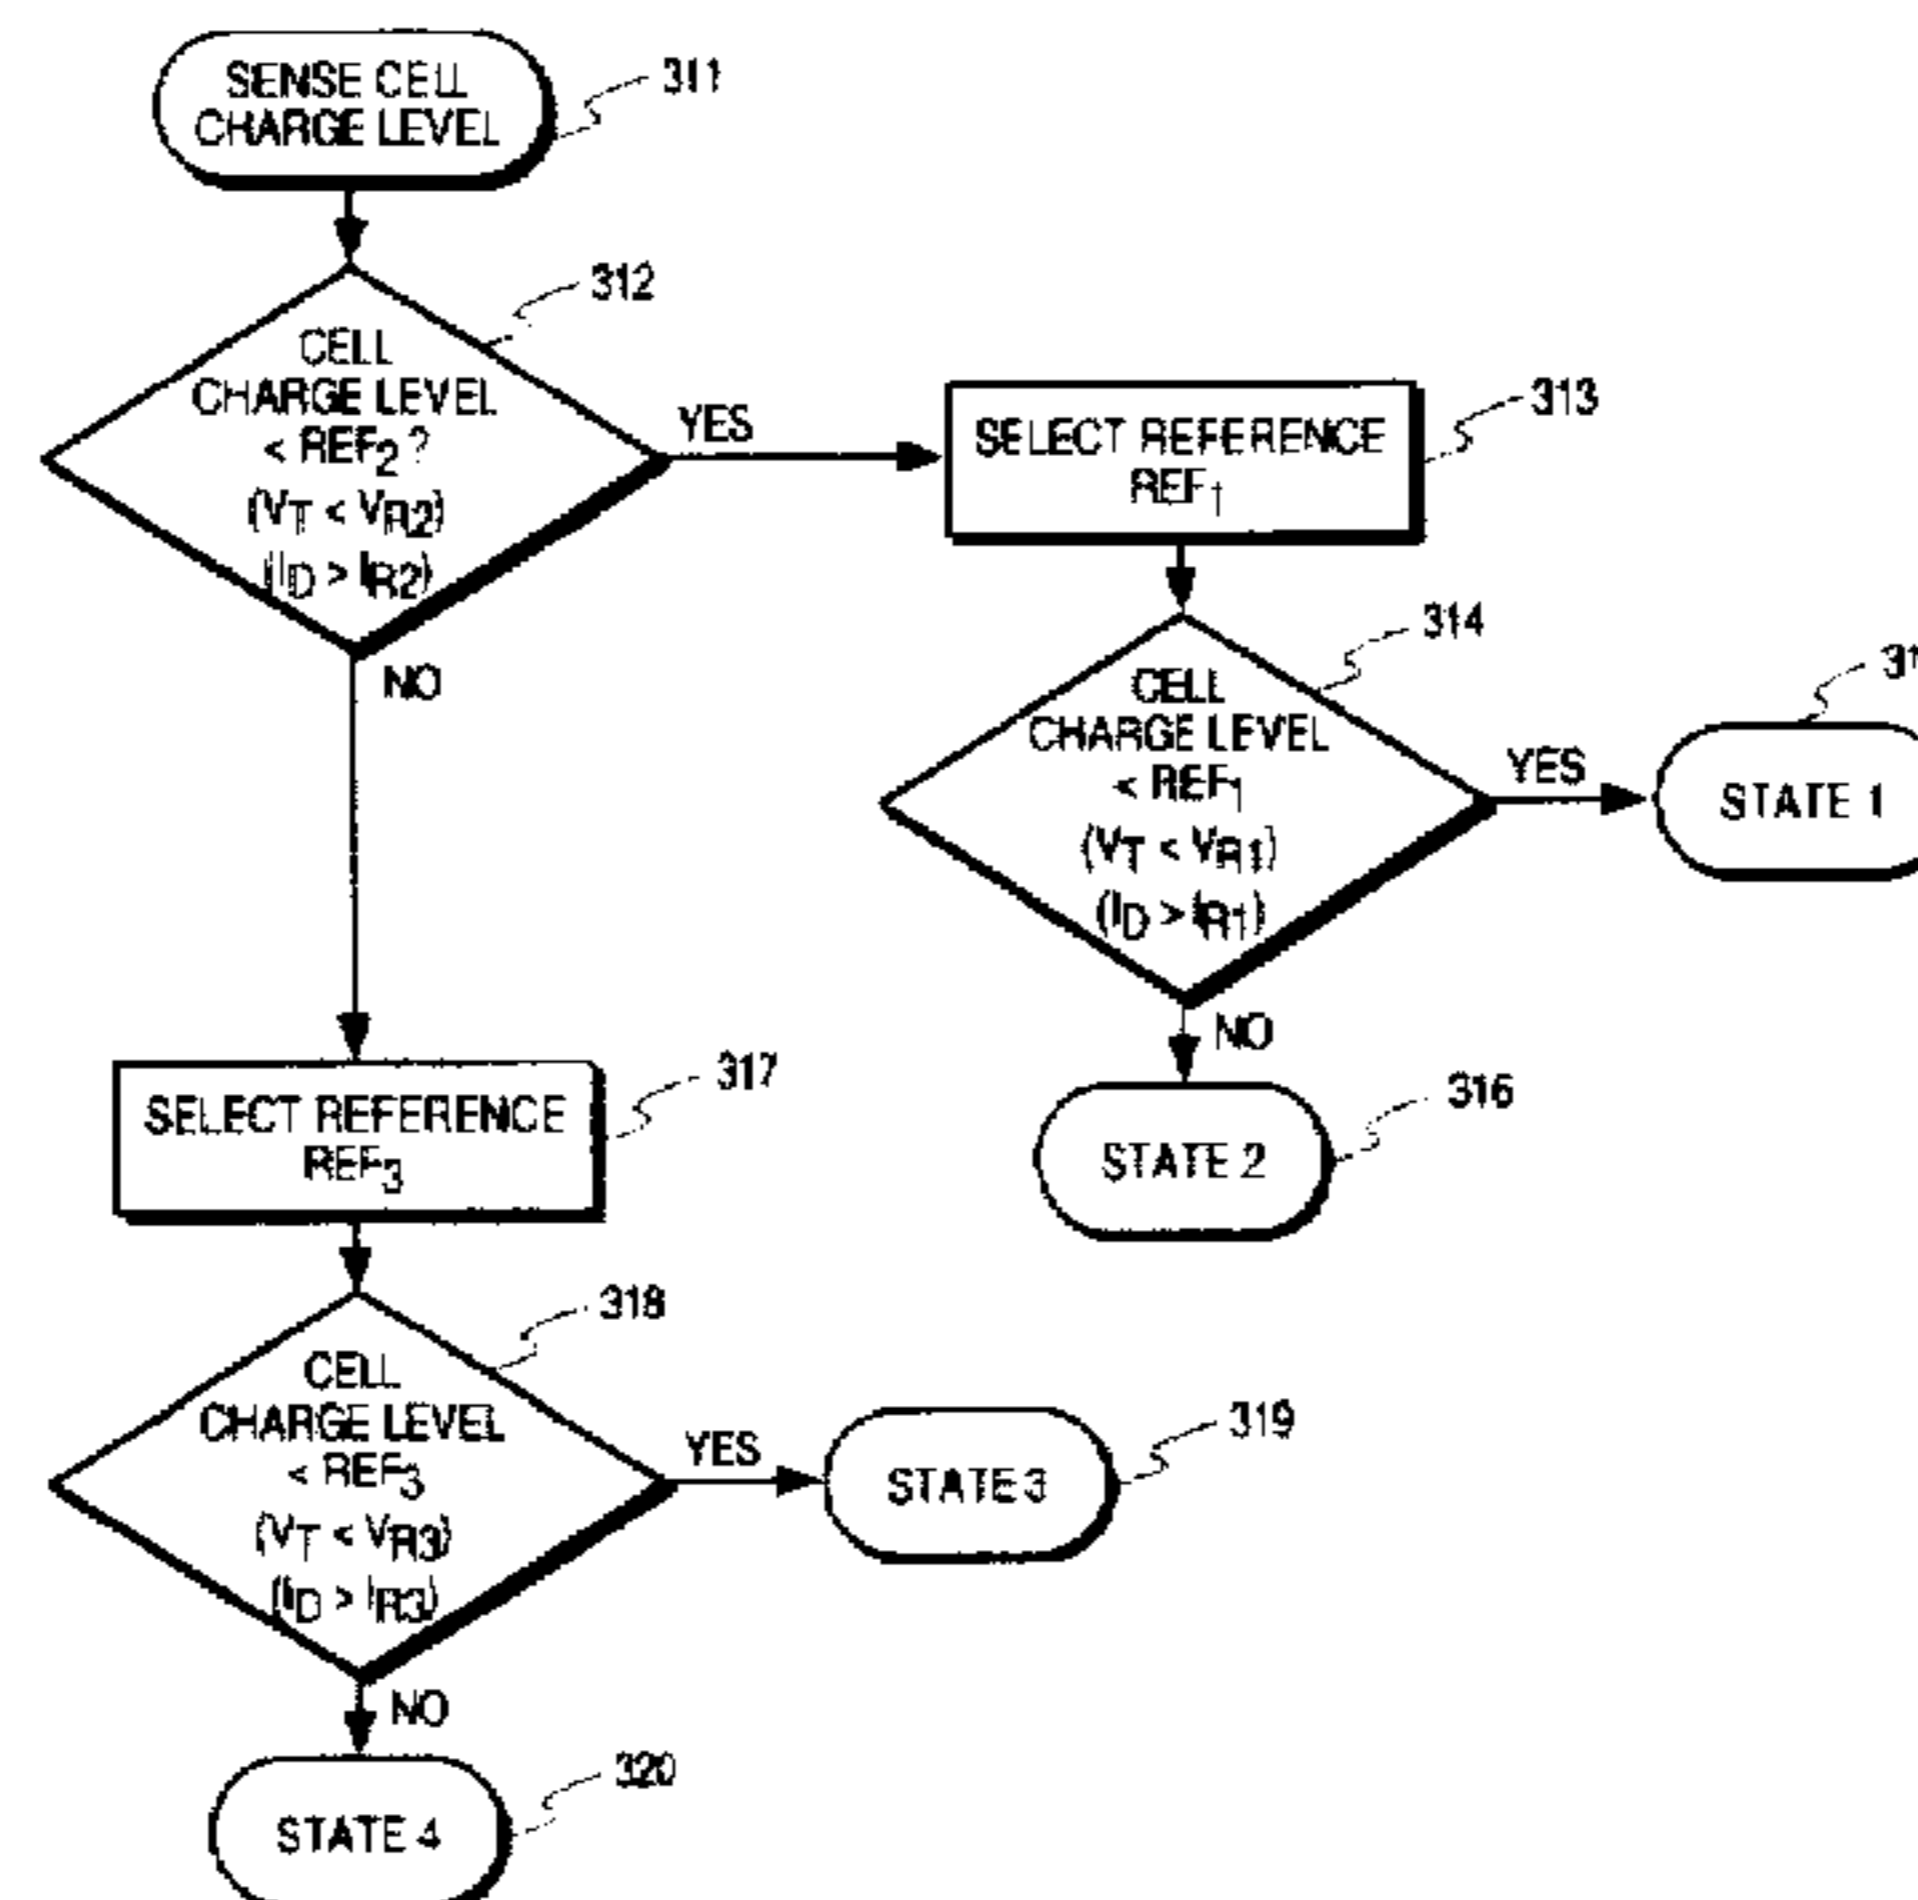 SENSE CELL
CHARGE LEVEL
311
312
CELL
CHARGE LEVEL
< REF2 ?
(VT < VR2)
(ID > IR2)
YES
NO
313
SELECT REFERENCE
REF1
314
CELL
CHARGE LEVEL
< REF1
(VT < VR1)
(ID > IR1)
YES
NO
STATE 1
316
STATE 2
317
SELECT REFERENCE
REF3
318
CELL
CHARGE LEVEL
< REF3
(VT < VR3)
(ID > IR3)
YES
NO
319
STATE 3
320
STATE 4